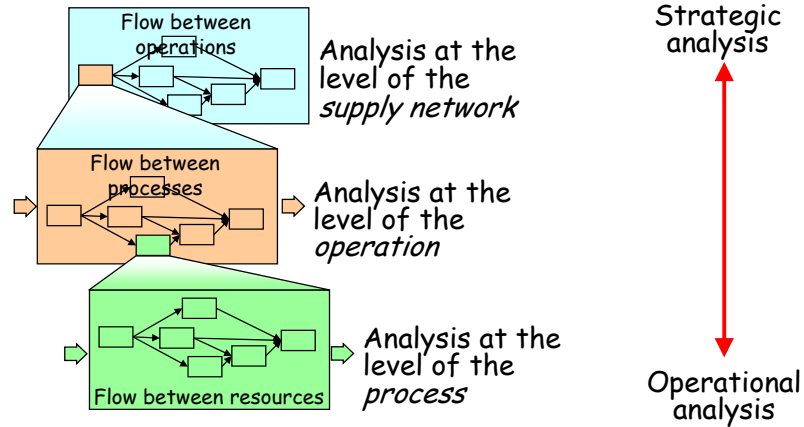 Flow between
operations
Analysis at the
level of the
supply network
Strategic
analysis
Flow between
processes
Analysis at the
level of the
operation
Flow between resources
Analysis at the
level of the
process
Operational
analysis